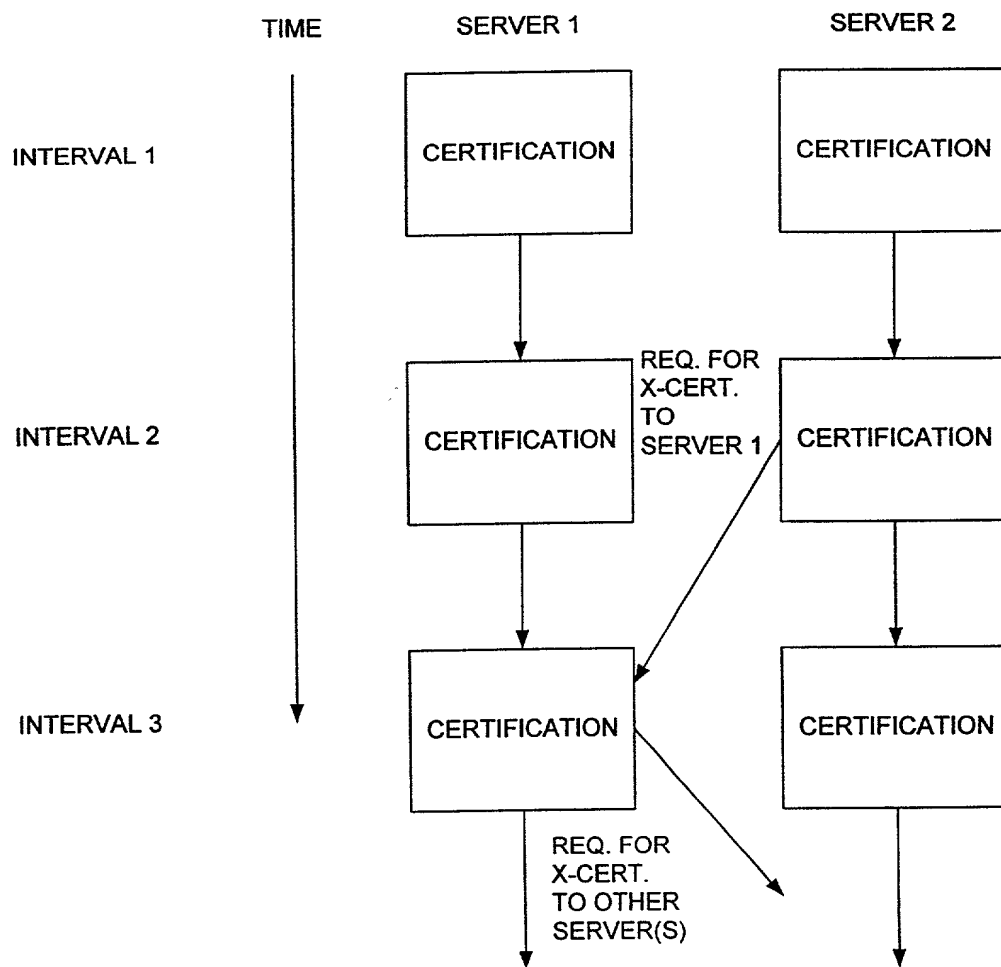 TIME
SERVER 1
SERVER 2
INTERVAL 1
CERTIFICATION
CERTIFICATION
REQ. FOR
X-CERT.
TO
SERVER 1
INTERVAL 2
CERTIFICATION
CERTIFICATION
INTERVAL 3
CERTIFICATION
CERTIFICATION
REQ. FOR
X-CERT.
TO OTHER
SERVER(S)